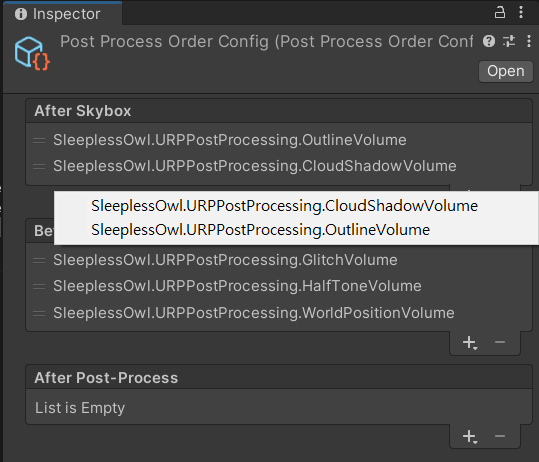 Inspector
Post Process Order Config (Post Process Order Conf
Open
After Skybox
SleeplessOwl.URPPostProcessing.OutlineVolume
SleeplessOwl.URPPostProcessing.CloudShadowVolume
SleeplessOwl.URPPostProcessing.CloudShadowVolume
SleeplessOwl.URPPostProcessing.OutlineVolume
Be
SleeplessOwl.URPPostProcessing.GlitchVolume
SleeplessOwl.URPPostProcessing.HalfToneVolume
SleeplessOwl.URPPostProcessing.WorldPositionVolume
After Post-Process
List is Empty